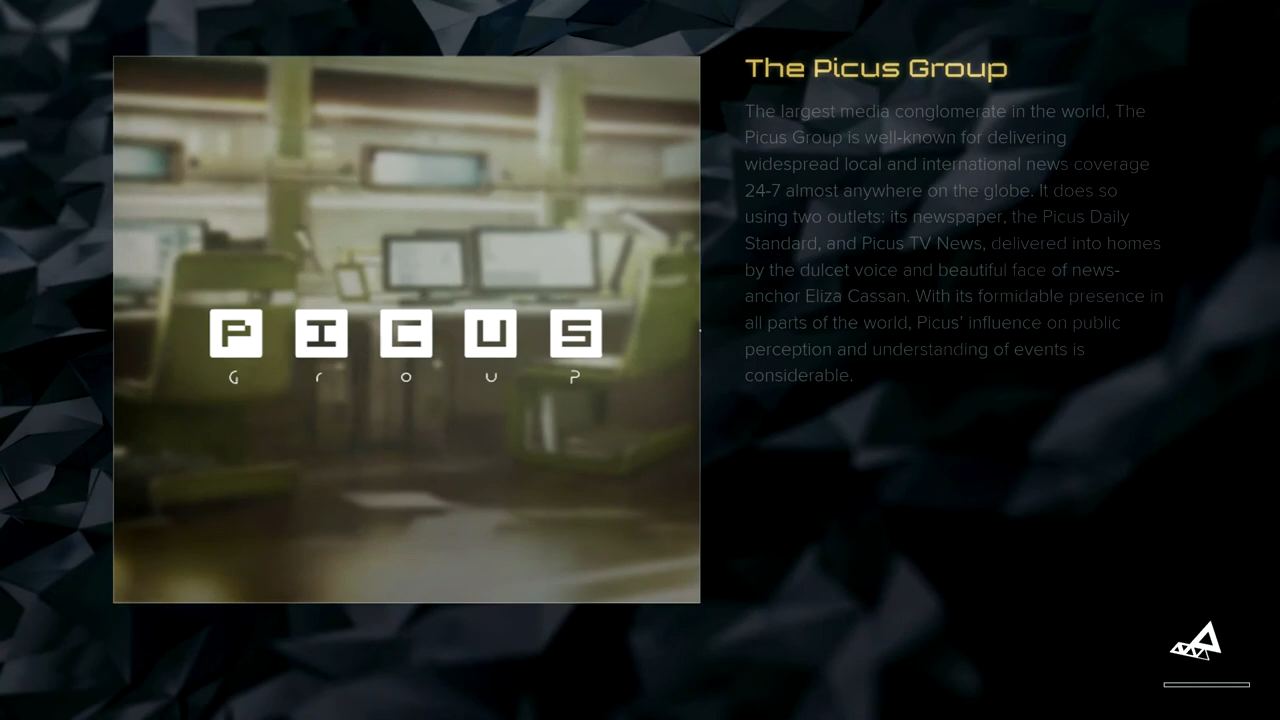 The Picus Group
The largest media conglomerate in the world, The
Picus Group is well-known for delivering
widespread local and international news coverage
24-7 almost anywhere on the globe. It does so
using two outlets: its newspaper, the Picus Daily
Standard, and Picus TV News, delivered into homes
by the dulcet voice and beautiful face of news-
anchor Eliza Cassan. With its formidable presence in
all parts of the world, Picus' influence on public
perception and understanding of events is
considerable.
PICUS
Group